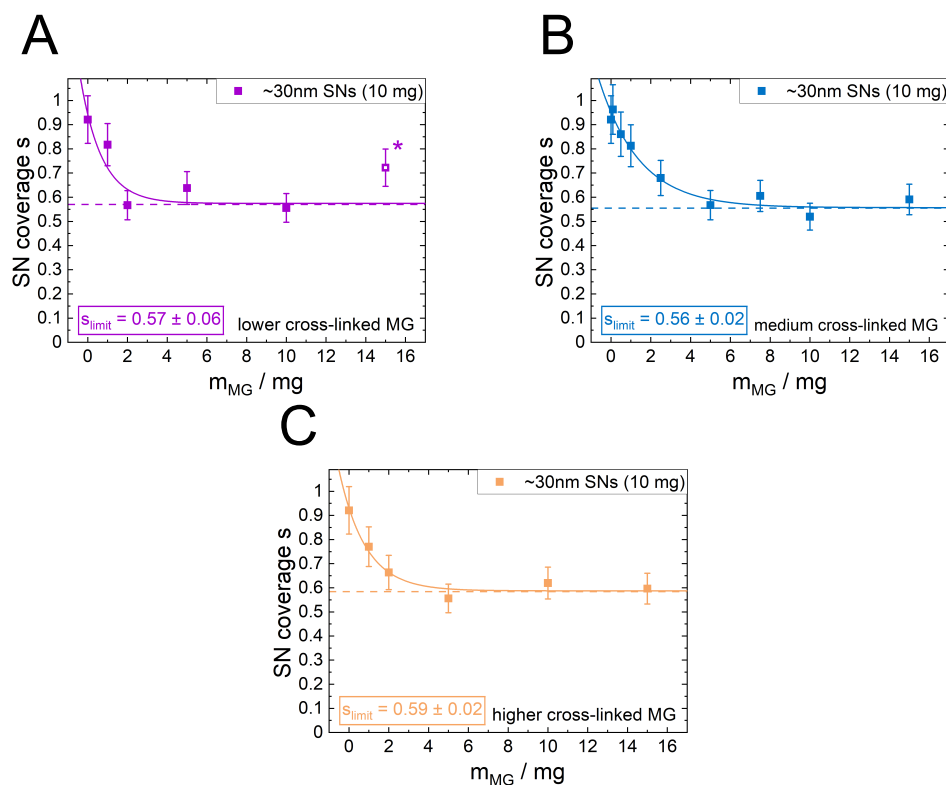 A
~30nm SNs (10 mg)
1
0.9
0.8
0.7
0.6
0.5
0.4
0.3
0.2
0.1
0
SN coverage s
*
s_limit = 0.57 ± 0.06
lower cross-linked MG
0 2 4 6 8 10 12 14 16
m_MG / mg
B
~30nm SNs (10 mg)
1
0.9
0.8
0.7
0.6
0.5
0.4
0.3
0.2
0.1
0
SN coverage s
s_limit = 0.56 ± 0.02
medium cross-linked MG
0 2 4 6 8 10 12 14 16
m_MG / mg
C
~30nm SNs (10 mg)
1
0.9
0.8
0.7
0.6
0.5
0.4
0.3
0.2
0.1
0
SN coverage s
s_limit = 0.59 ± 0.02
higher cross-linked MG
0 2 4 6 8 10 12 14 16
m_MG / mg